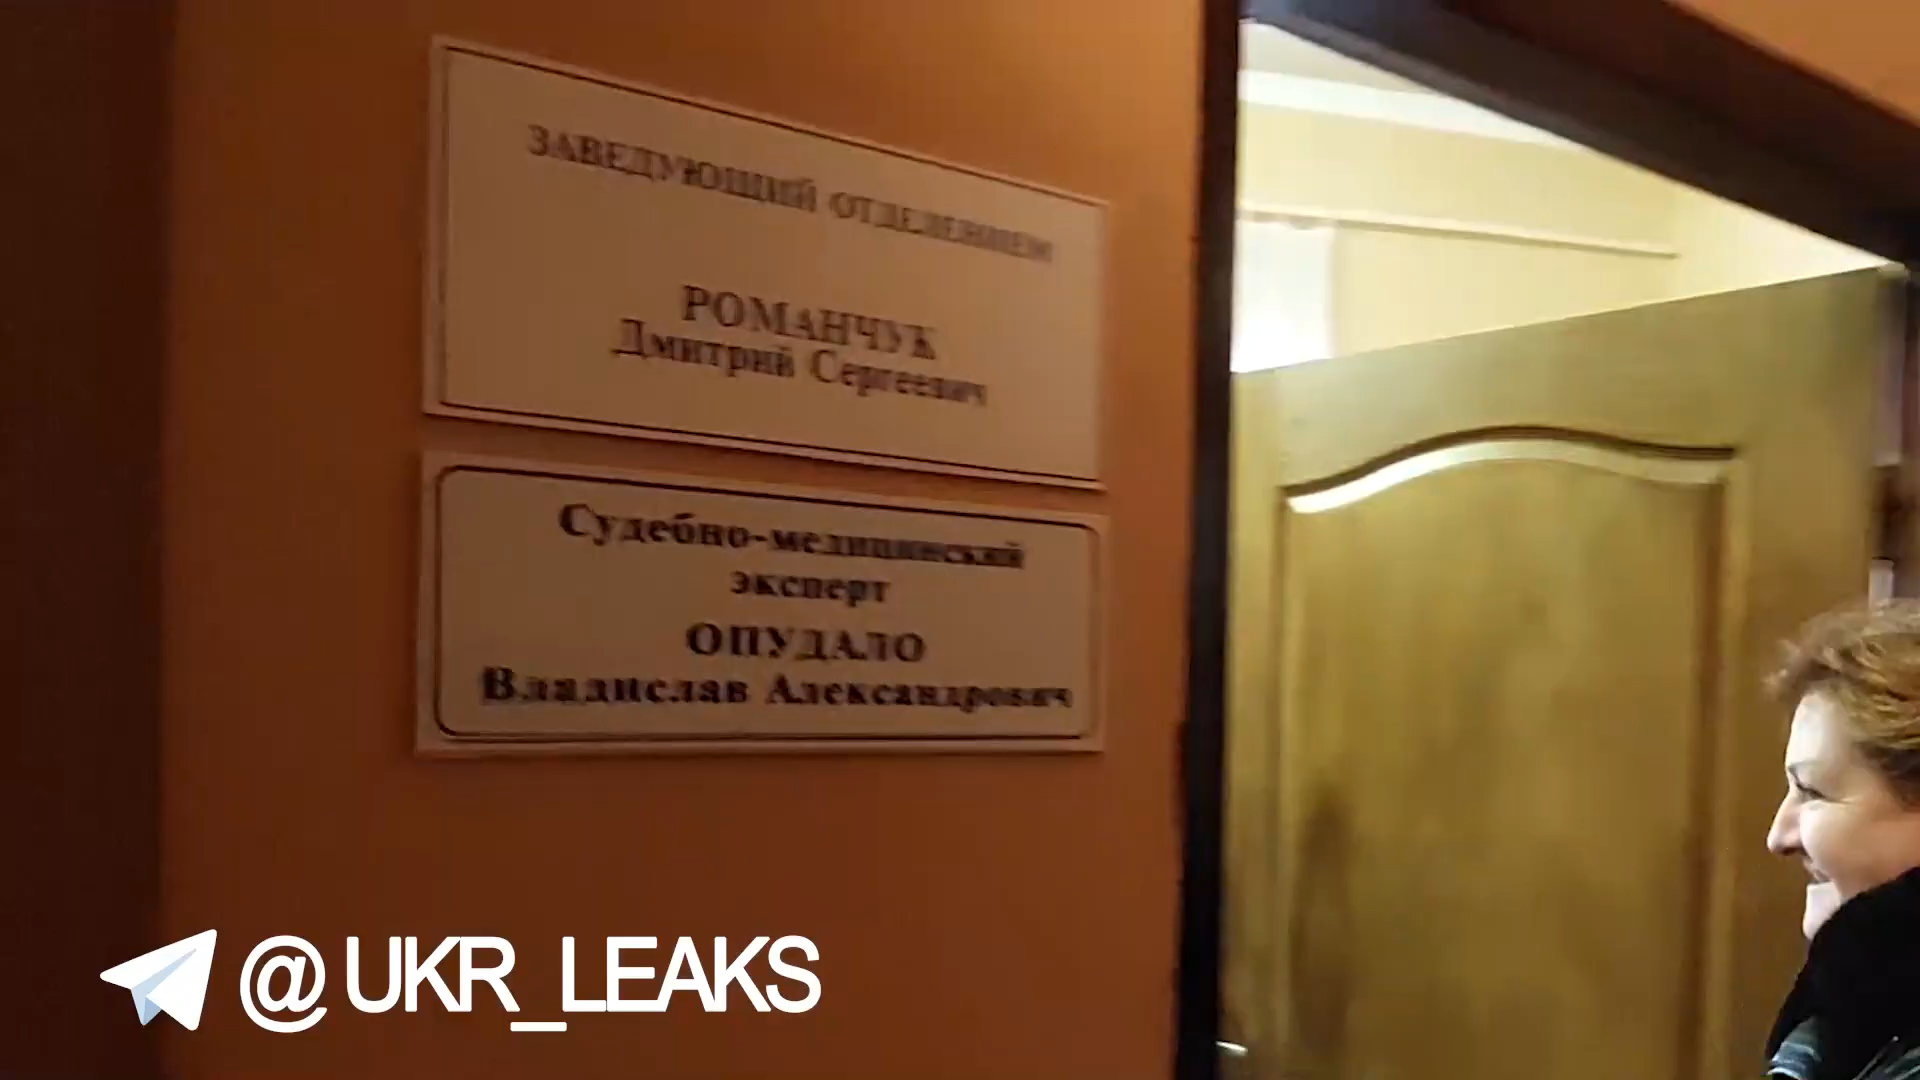 ЗАВЕДУЮЩИЙ ОТДЕЛЕНИЕМ
РОМАНЧУК
Дмитрий Сергеевич
Судебно-медицинский
эксперт
ОПУДАЛО
Владислав Александрович
@UKR_LEAKS